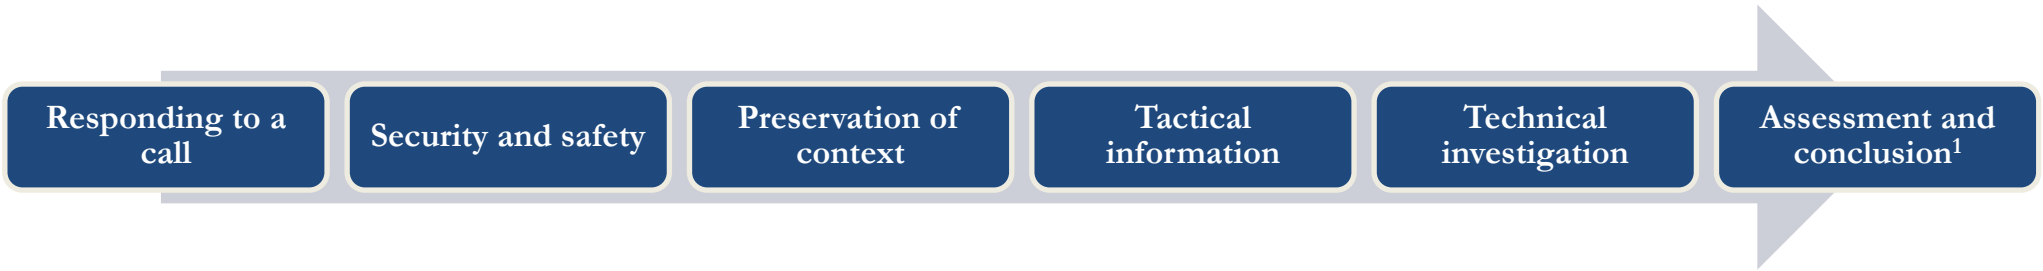 Responding to a
call
Security and safety
Preservation of
context
Tactical
information
Technical
investigation
Assessment and
conclusion¹